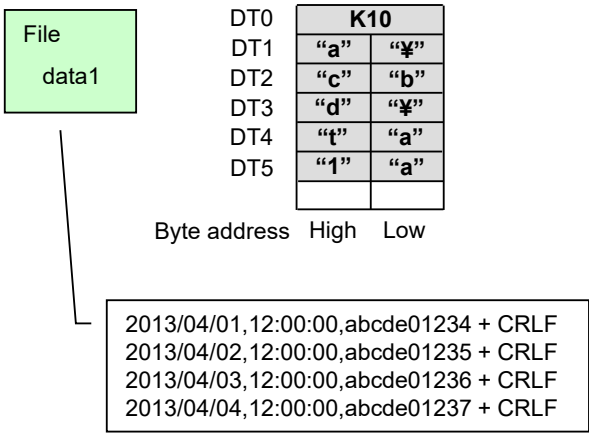 File
data1
DT0 K10
DT1 “a” “¥”
DT2 “c” “b”
DT3 “d” “¥”
DT4 “t” “a”
DT5 “1” “a”
Byte address High Low
2013/04/01,12:00:00,abcde01234 + CRLF
2013/04/02,12:00:00,abcde01235 + CRLF
2013/04/03,12:00:00,abcde01236 + CRLF
2013/04/04,12:00:00,abcde01237 + CRLF